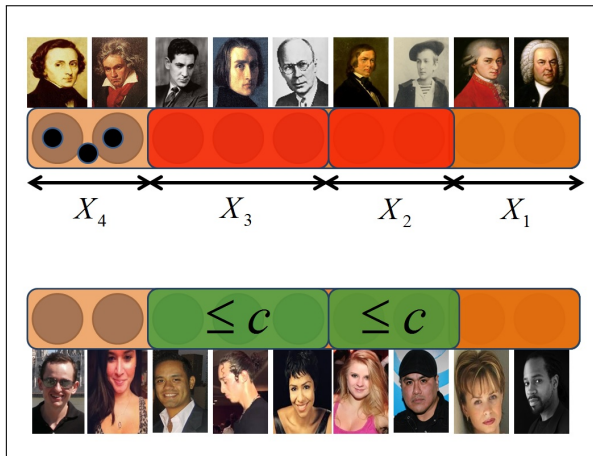 X₄ X₃ X₂ X₁
≤ c ≤ c